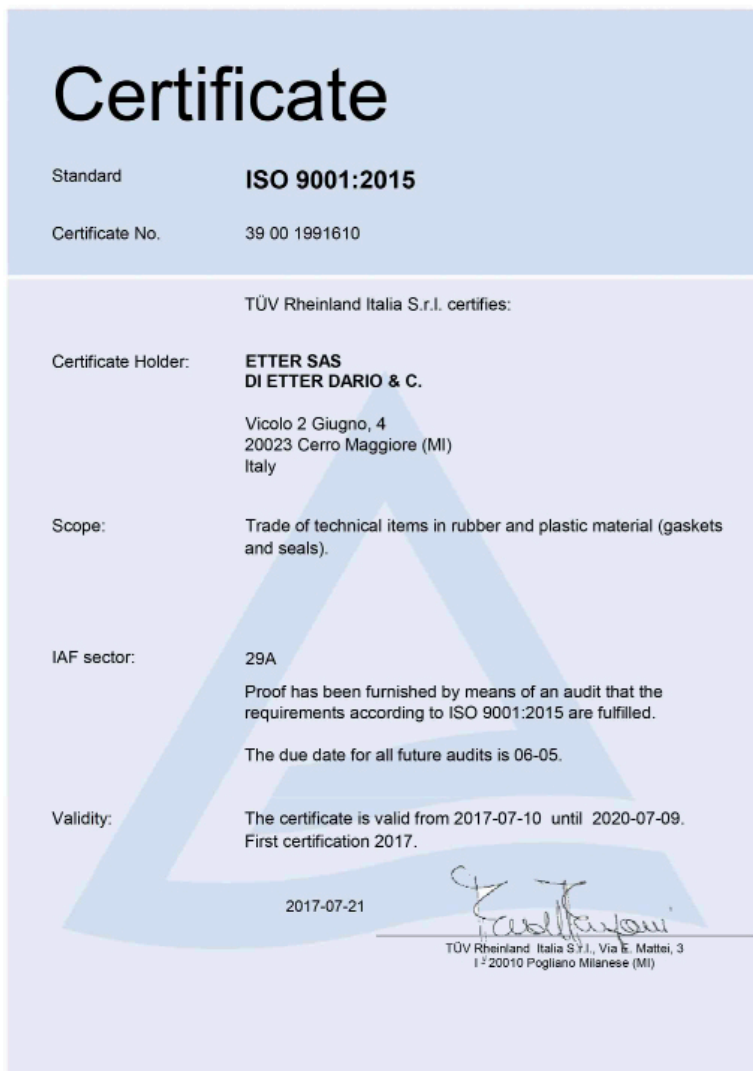 Certificate
Standard ISO 9001:2015
Certificate No. 39 00 1991610
TÜV Rheinland Italia S.r.l. certifies:
Certificate Holder: ETTER SAS
DI ETTER DARIO & C.
Vicolo 2 Giugno, 4
20023 Cerro Maggiore (MI)
Italy
Scope: Trade of technical items in rubber and plastic material (gaskets
and seals).
IAF sector: 29A
Proof has been furnished by means of an audit that the
requirements according to ISO 9001:2015 are fulfilled.
The due date for all future audits is 06-05.
Validity: The certificate is valid from 2017-07-10 until 2020-07-09.
First certification 2017.
2017-07-21
TÜV Rheinland Italia S.r.l., Via E. Mattei, 3
I - 20010 Pogliano Milanese (MI)